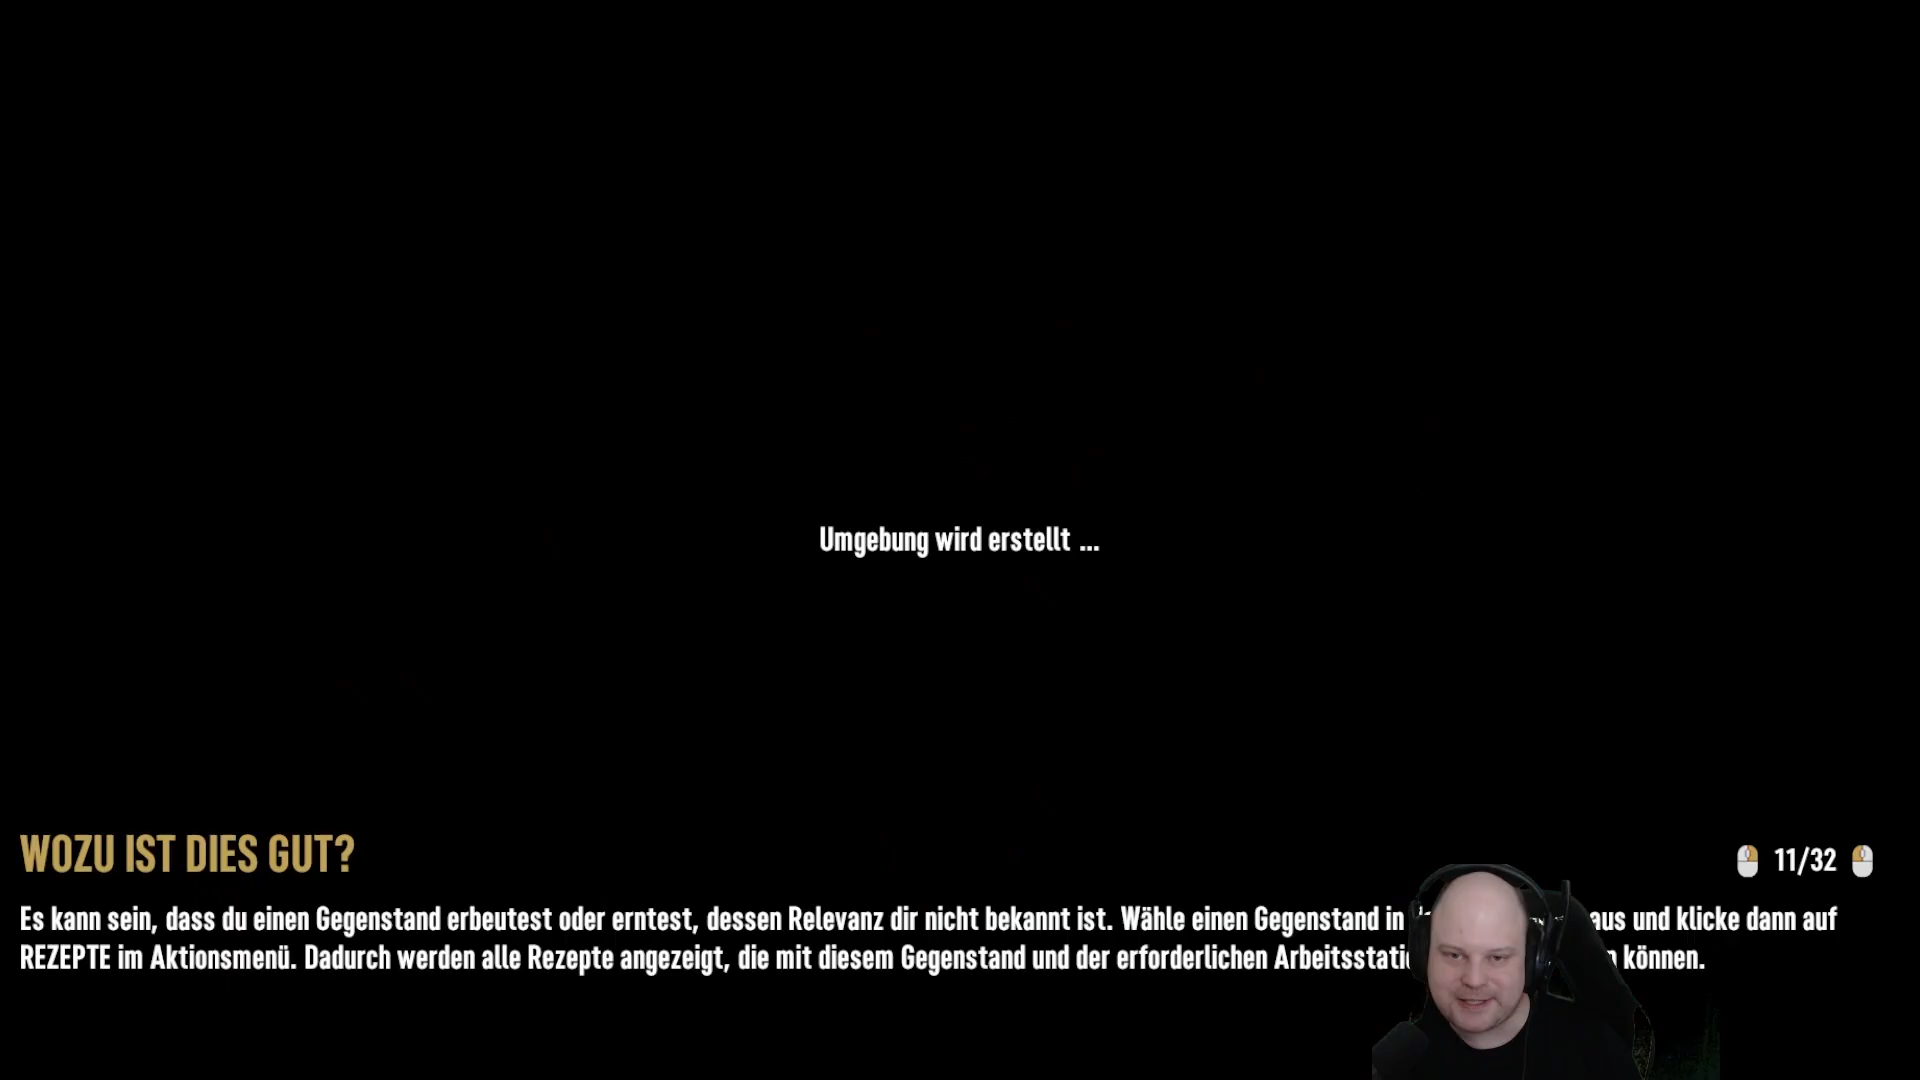 Umgebung wird erstellt ...
WOZU IST DIES GUT?
11/32
Es kann sein, dass du einen Gegenstand erbeutest oder erntest, dessen Relevanz dir nicht bekannt ist. Wähle einen Gegenstand in aus und klicke dann auf
REZEPTE im Aktionsmenü. Dadurch werden alle Rezepte angezeigt, die mit diesem Gegenstand und der erforderlichen können.